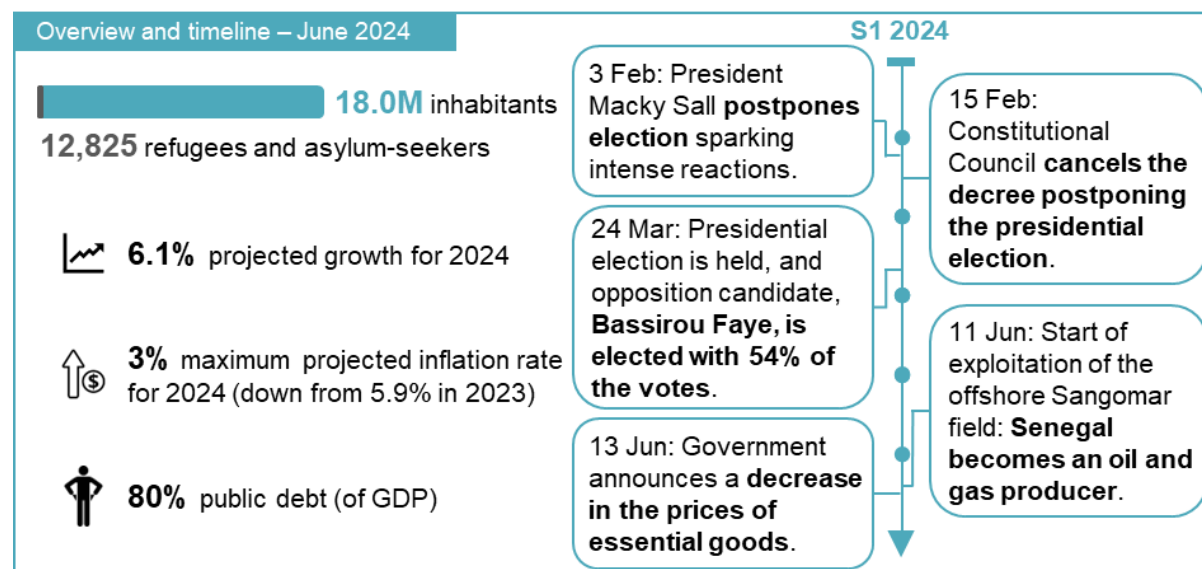 Overview and timeline – June 2024
18.0M inhabitants
12,825 refugees and asylum-seekers
6.1% projected growth for 2024
3% maximum projected inflation rate
for 2024 (down from 5.9% in 2023)
80% public debt (of GDP)
S1 2024
3 Feb: President
Macky Sall postpones
election sparking
intense reactions.
15 Feb:
Constitutional
Council cancels the
decree postponing
the presidential
election.
24 Mar: Presidential
election is held, and
opposition candidate,
Bassirou Faye, is
elected with 54% of
the votes.
11 Jun: Start of
exploitation of the
offshore Sangomar
field: Senegal
becomes an oil and
gas producer.
13 Jun: Government
announces a decrease
in the prices of
essential goods.